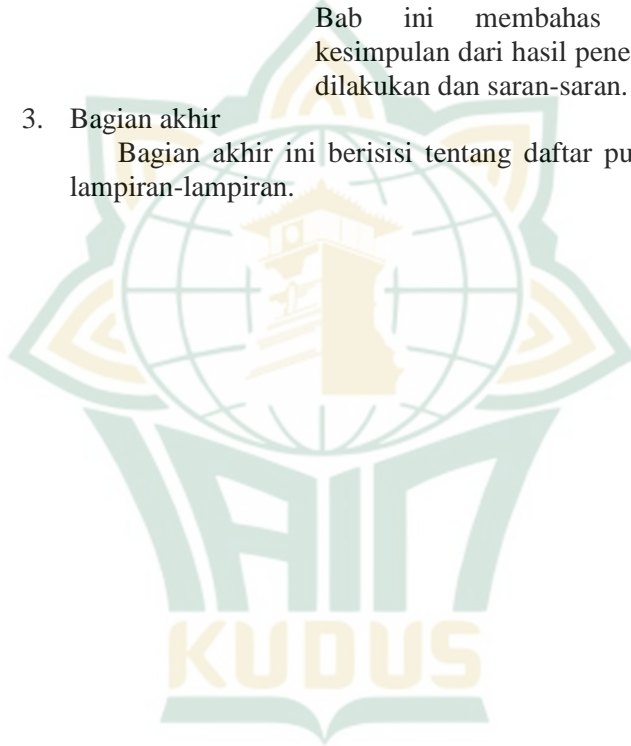 Bab ini membahas
kesimpulan dari hasil pene
dilakukan dan saran-saran.
3. Bagian akhir
Bagian akhir ini berisisi tentang daftar pu
lampiran-lampiran.
IAIN
KUDUS